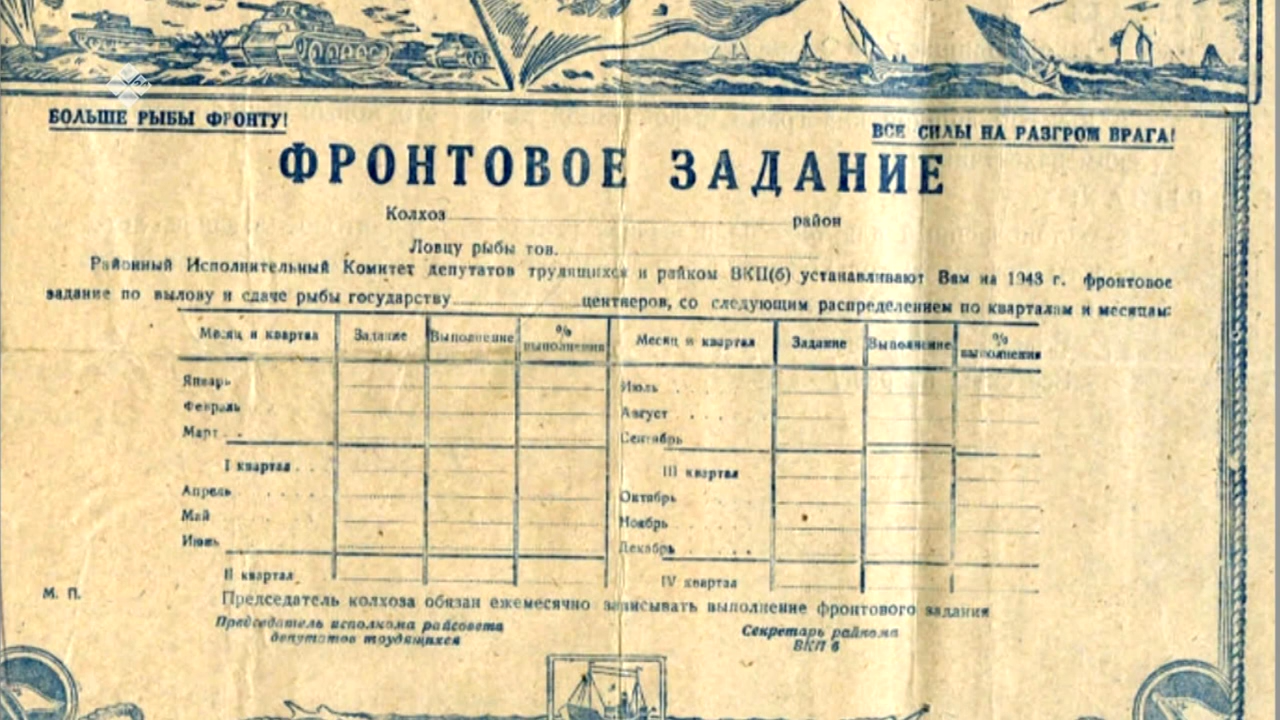 БОЛЬШЕ РЫБЫ ФРОНТУ!
ВСЕ СИЛЫ НА РАЗГРОМ ВРАГА!
ФРОНТОВОЕ ЗАДАНИЕ
Колхоз район
Ловцу рыбы тов.
Районный Исполнительный Комитет депутатов трудящихся и райком ВКП(б) устанавливают Вам на 1943 г. фронтовое
задание по вылову и сдаче рыбы государству центнеров, со следующим распределением по кварталам и месяцам:
Месяц и квартал Задание Выполнение % выполнения Месяц и квартал Задание Выполнение % выполнения
Январь Июль
Февраль Август
Март Сентябрь
I квартал III квартал
Апрель Октябрь
Май Ноябрь
Июнь Декабрь
II квартал IV квартал
М. П.
Председатель колхоза обязан ежемесячно записывать выполнение фронтового задания
Председатель исполкома райсовета Секретарь райкома
депутатов трудящихся ВКП б